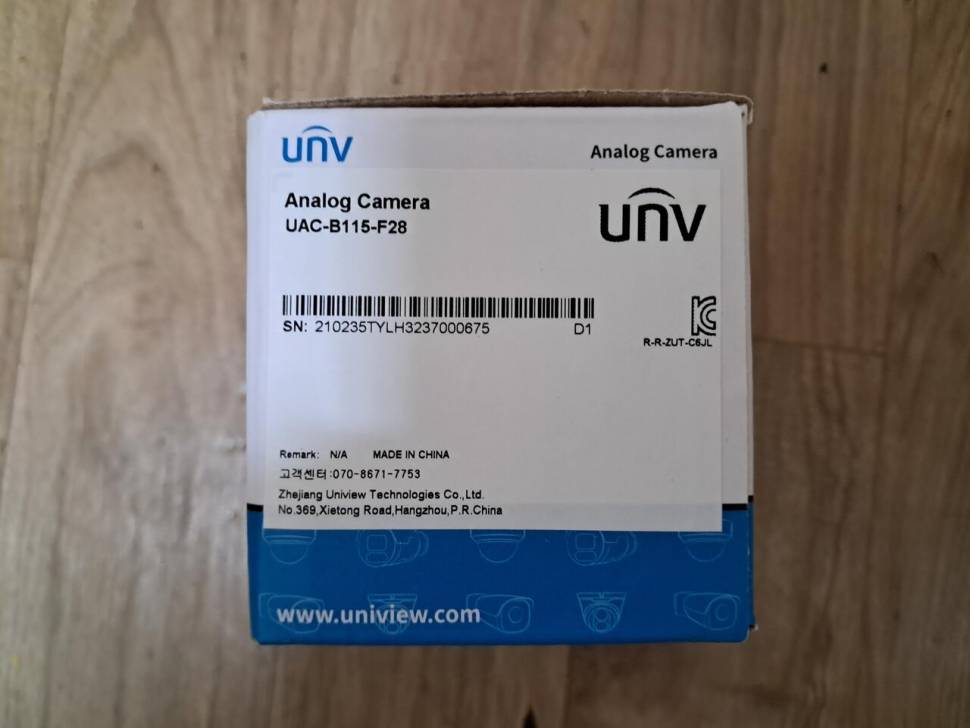 UNV
Analog Camera
Analog Camera
UAC-B115-F28
UNV
SN: 210235TYLH3237000675 D1
R-R-ZUT-C6JL
Remark: N/A MADE IN CHINA
고객센터:070-8671-7753
Zhejiang Uniview Technologies Co.,Ltd.
No.369,Xietong Road,Hangzhou,P.R.China
www.uniview.com